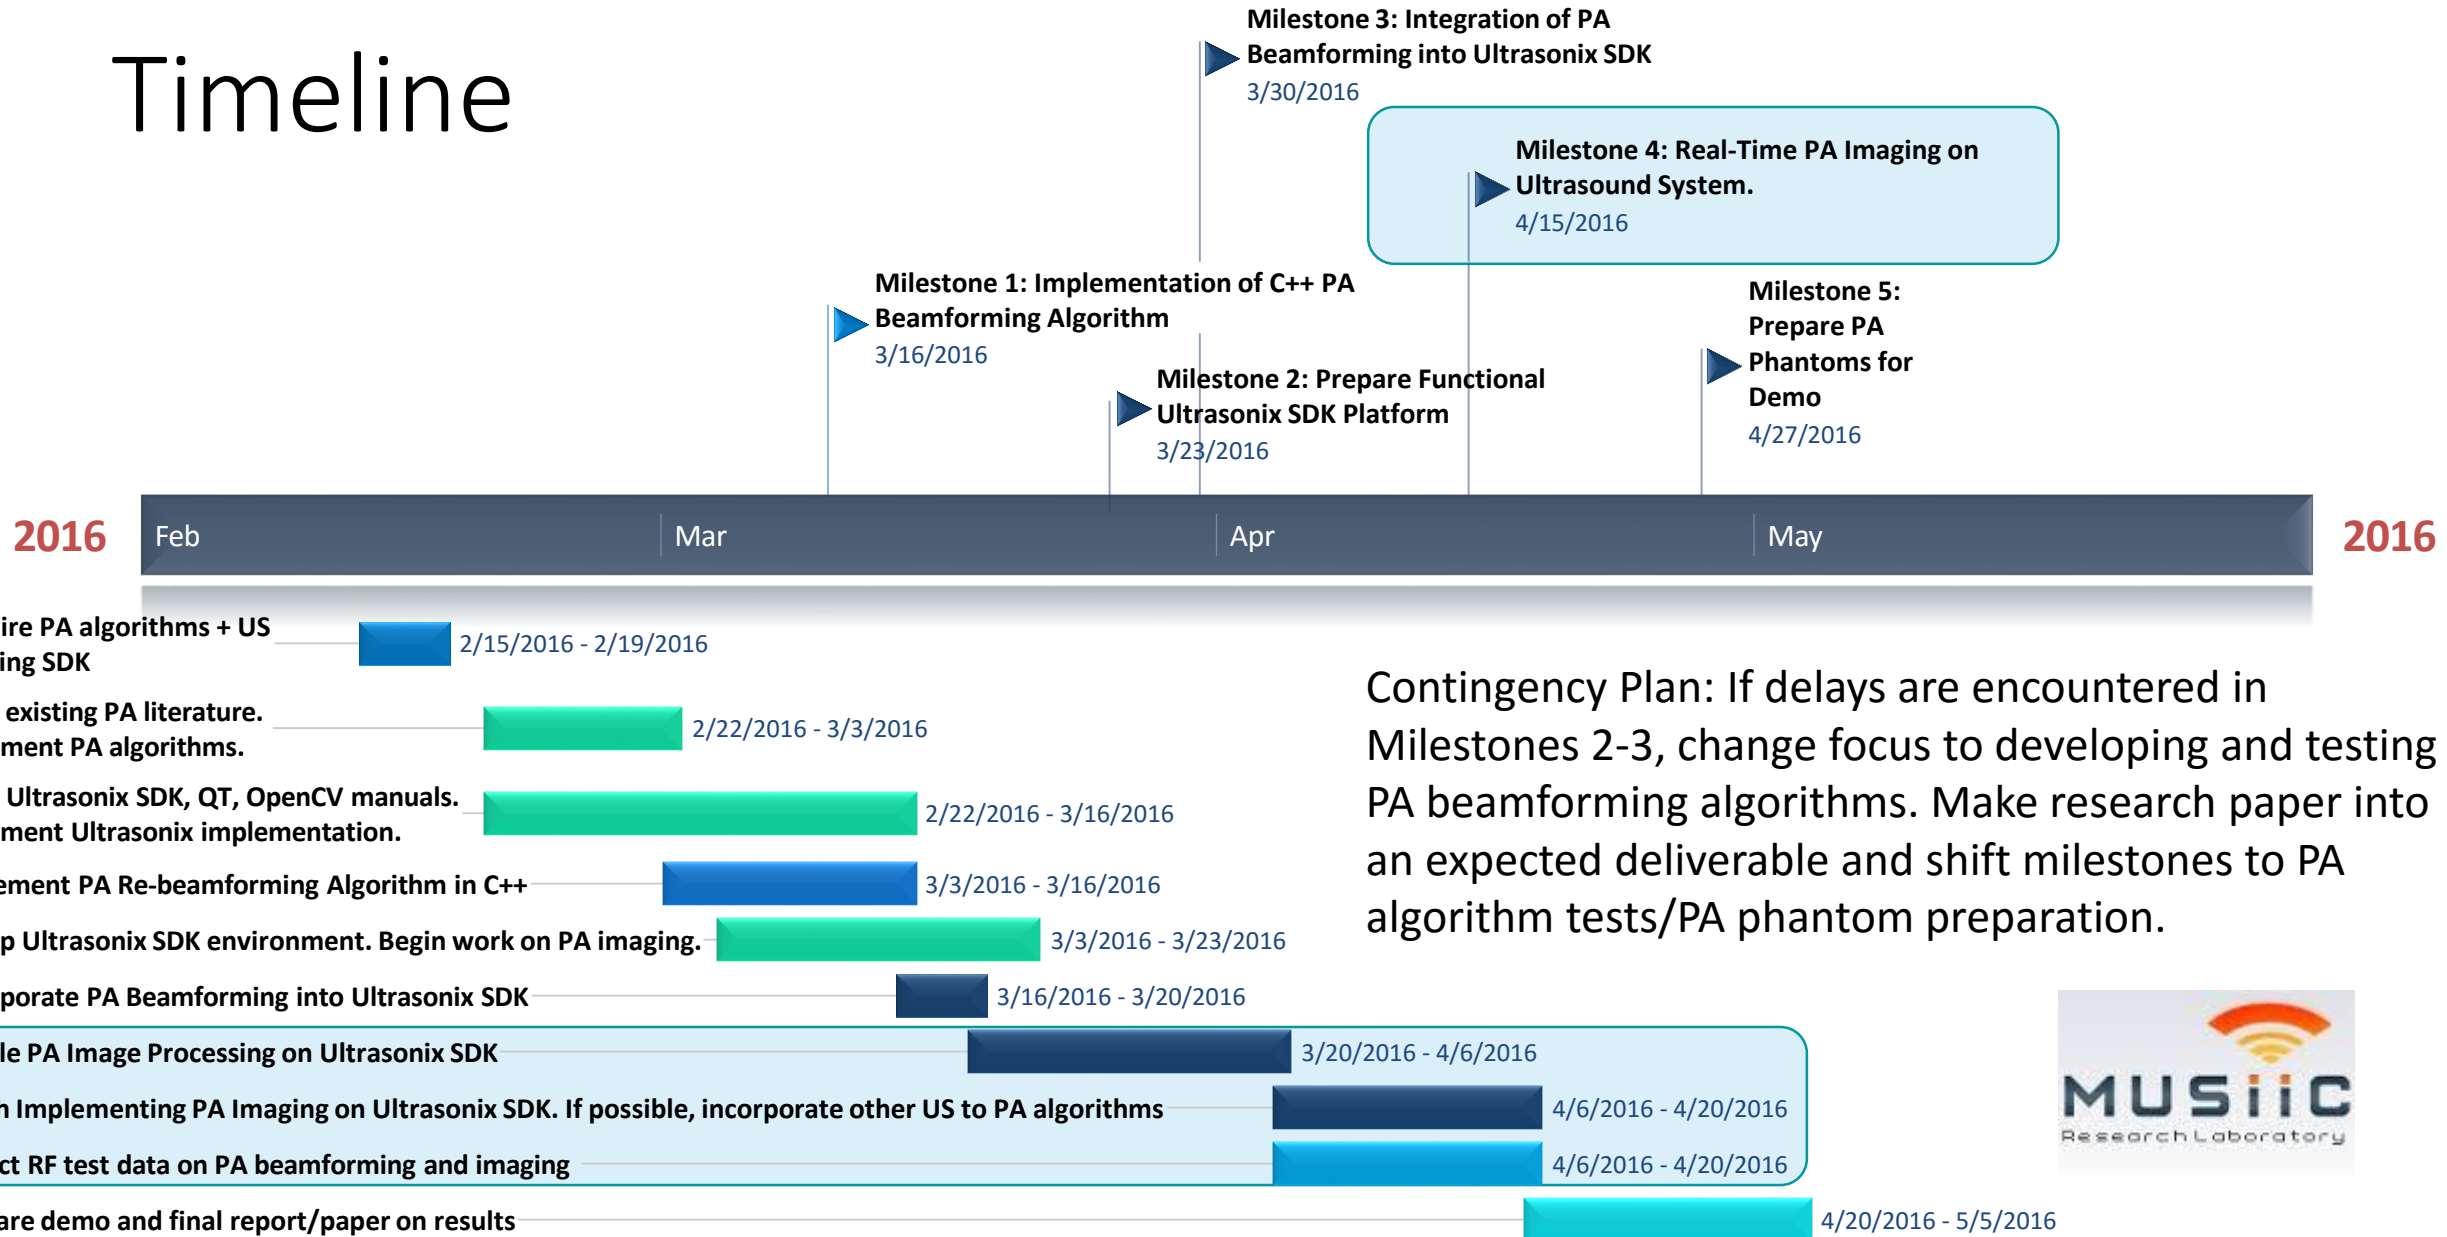 Timeline
Milestone 3: Integration of PA
Beamforming into Ultrasonix SDK
3/30/2016
Milestone 4: Real-Time PA Imaging on
Ultrasound System.
4/15/2016
Milestone 1: Implementation of C++ PA
Beamforming Algorithm
3/16/2016
Milestone 2: Prepare Functional
Ultrasonix SDK Platform
3/23/2016
Milestone 5:
Prepare PA
Phantoms for
Demo
4/27/2016
2016
Feb
Mar
Apr
May
2016
ire PA algorithms + US
ing SDK
2/15/2016 - 2/19/2016
existing PA literature.
ment PA algorithms.
2/22/2016 - 3/3/2016
Ultrasonix SDK, QT, OpenCV manuals.
ment Ultrasonix implementation.
2/22/2016 - 3/16/2016
ement PA Re-beamforming Algorithm in C++
3/3/2016 - 3/16/2016
p Ultrasonix SDK environment. Begin work on PA imaging.
3/3/2016 - 3/23/2016
porate PA Beamforming into Ultrasonix SDK
3/16/2016 - 3/20/2016
le PA Image Processing on Ultrasonix SDK
3/20/2016 - 4/6/2016
h Implementing PA Imaging on Ultrasonix SDK. If possible, incorporate other US to PA algorithms
4/6/2016 - 4/20/2016
ct RF test data on PA beamforming and imaging
4/6/2016 - 4/20/2016
are demo and final report/paper on results
4/20/2016 - 5/5/2016
Contingency Plan: If delays are encountered in
Milestones 2-3, change focus to developing and testing
PA beamforming algorithms. Make research paper into
an expected deliverable and shift milestones to PA
algorithm tests/PA phantom preparation.
MUSiiC
Research Laboratory